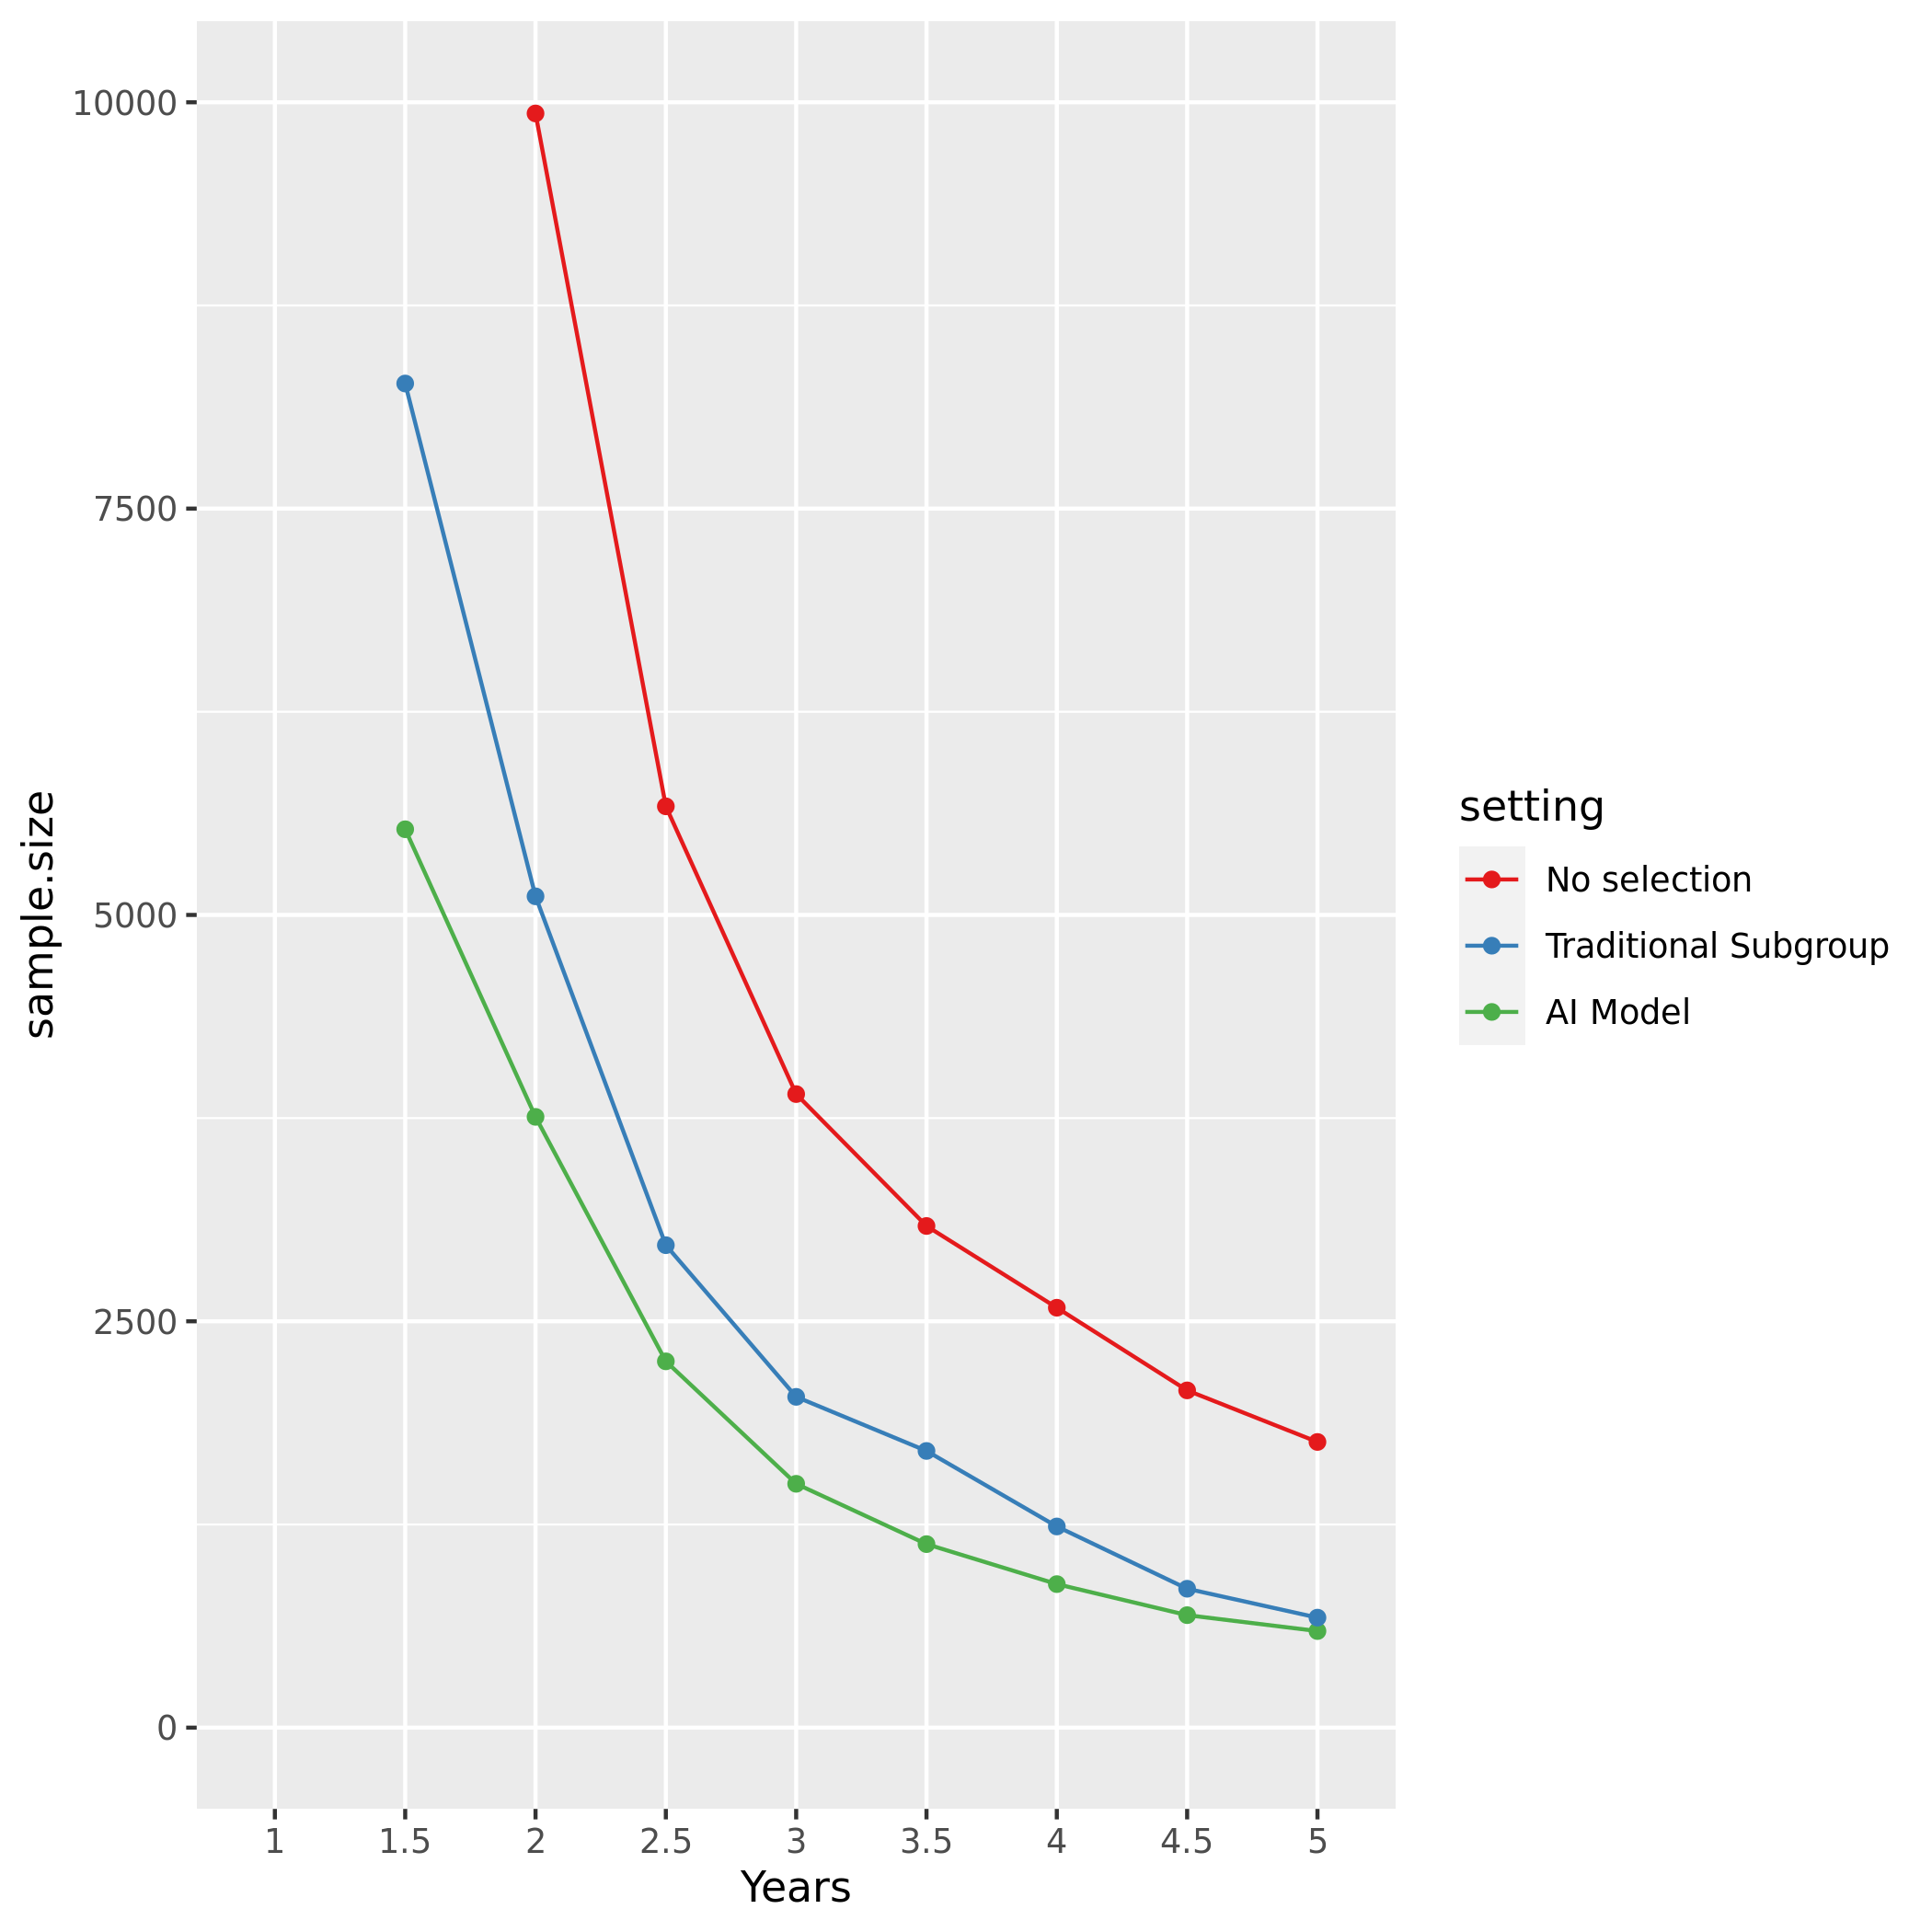 10000
7500
5000
2500
0
sample.size
1 1.5 2 2.5 3 3.5 4 4.5 5
Years
setting
No selection
Traditional Subgroup
AI Model